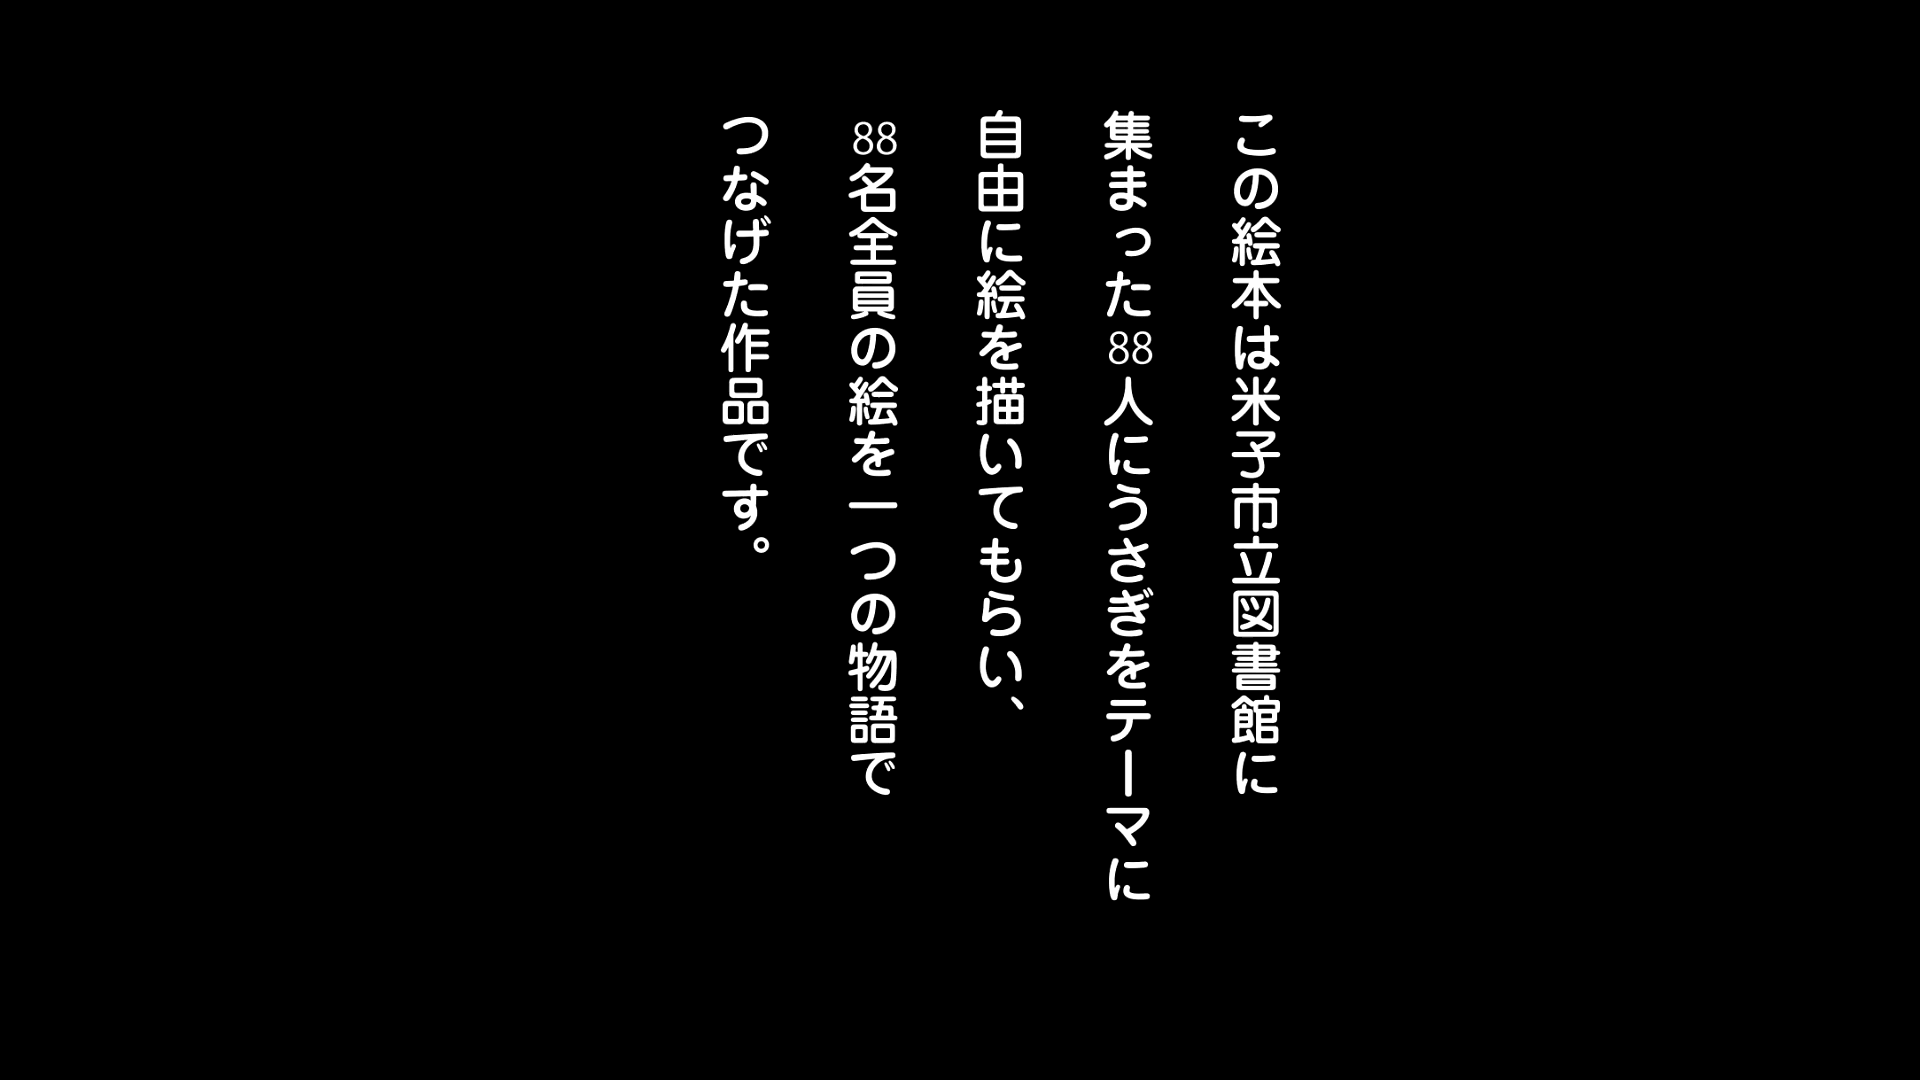 この絵本は米子市立図書館に
集まった88人にうさぎをテーマに
自由に絵を描いてもらい、
88名全員の絵を一つの物語で
つなげた作品です。